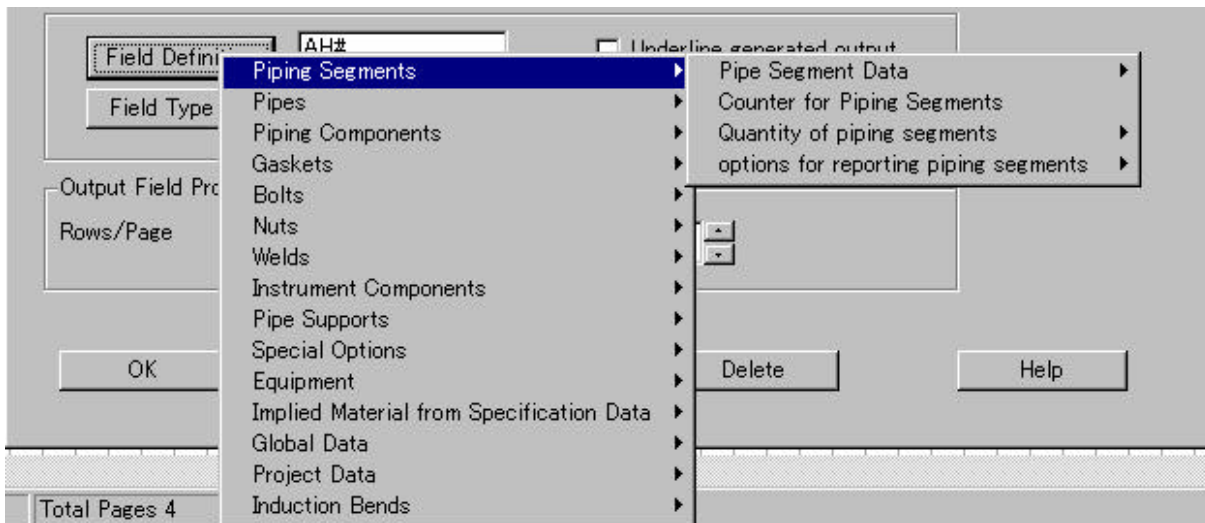 Field Defini
AH#
Underline generated output
Field Type
Piping Segments
Pipes
Piping Components
Gaskets
Bolts
Nuts
Welds
Instrument Components
Pipe Supports
Special Options
Equipment
Implied Material from Specification Data
Global Data
Project Data
Induction Bends
Pipe Segment Data
Counter for Piping Segments
Quantity of piping segments
options for reporting piping segments
Output Field Pro
Rows/Page
OK
Delete
Help
Total Pages 4